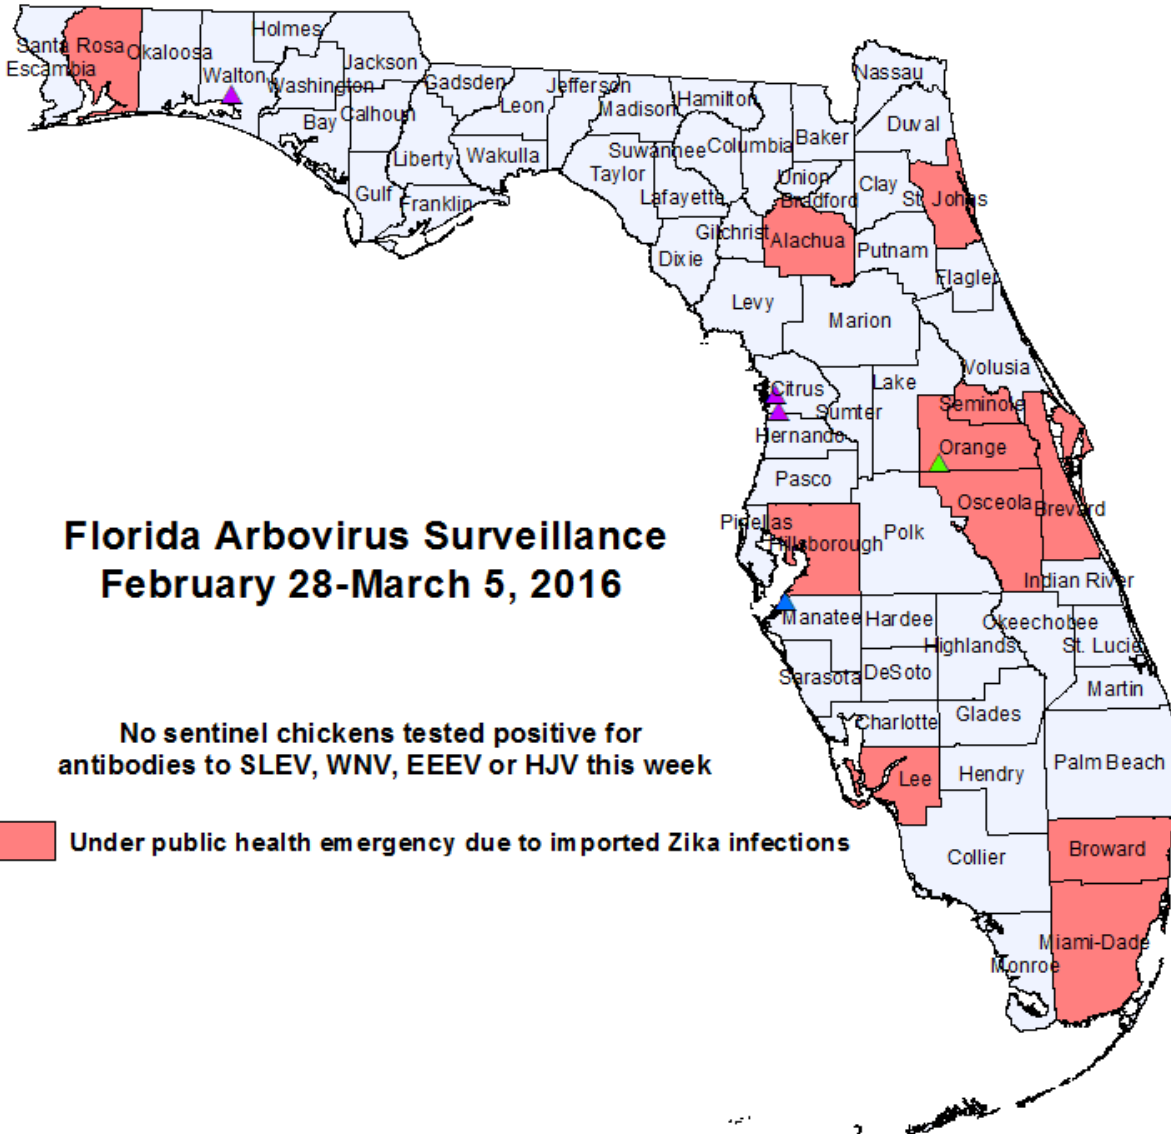 Holmes
Santa Rosa
Okaloosa
Escambia
Walton
Jackson
Washington
Gadsden
Jefferson
Leon
Madison
Hamilton
Nassau
Bay
Calhoun
Duval
Baker
Columbia
Suwannee
Liberty
Wakulla
Taylor
Union
Clay
Lafayette
Bradford
St. Johns
Gulf
Franklin
Gilchrist
Alachua
Putnam
Dixie
Flagler
Levy
Marion
Volusia
Citrus
Lake
Sumter
Seminole
Hernando
Orange
Pasco
Osceola
Brevard
Pinellas
Hillsborough
Polk
Florida Arbovirus Surveillance
February 28-March 5, 2016
Indian River
Manatee
Hardee
Okeechobee
Highlands
St. Lucie
Sarasota
DeSoto
Martin
Charlotte
Glades
No sentinel chickens tested positive for
antibodies to SLEV, WNV, EEEV or HJV this week
Lee
Hendry
Palm Beach
Under public health emergency due to imported Zika infections
Collier
Broward
Miami-Dade
Monroe